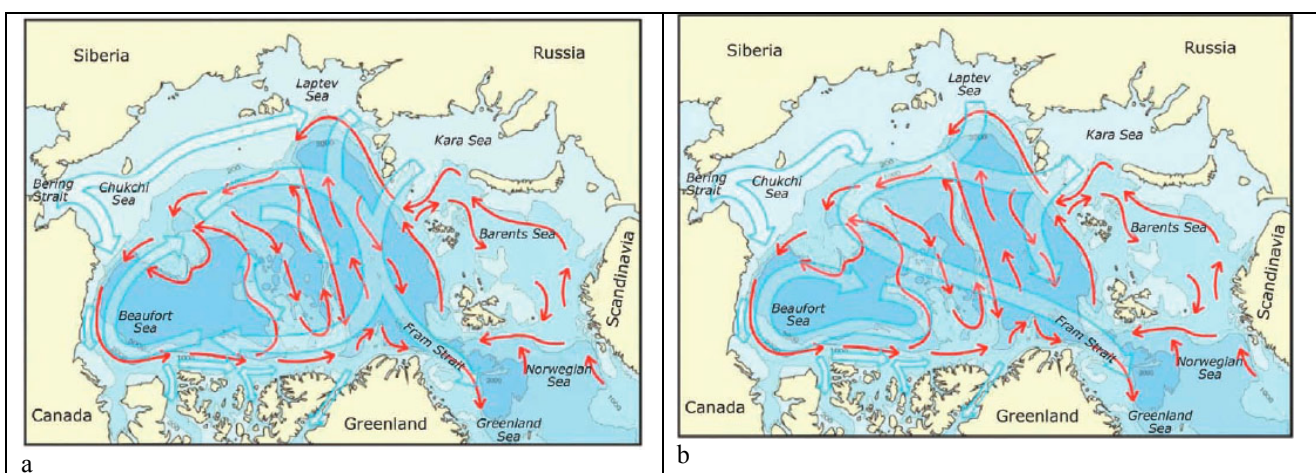 Siberia
Russia
Laptev
Sea
Kara Sea
Bering
Strait
Chukchi
Sea
Barents Sea
Scandinavia
Beaufort
Sea
Fram Strait
Norwegian
Sea
Canada
Greenland
Greenland
Sea
a
Siberia
Russia
Laptev
Sea
Kara Sea
Bering
Strait
Chukchi
Sea
Barents Sea
Scandinavia
Beaufort
Sea
Fram Strait
Norwegian
Sea
Canada
Greenland
Greenland
Sea
b